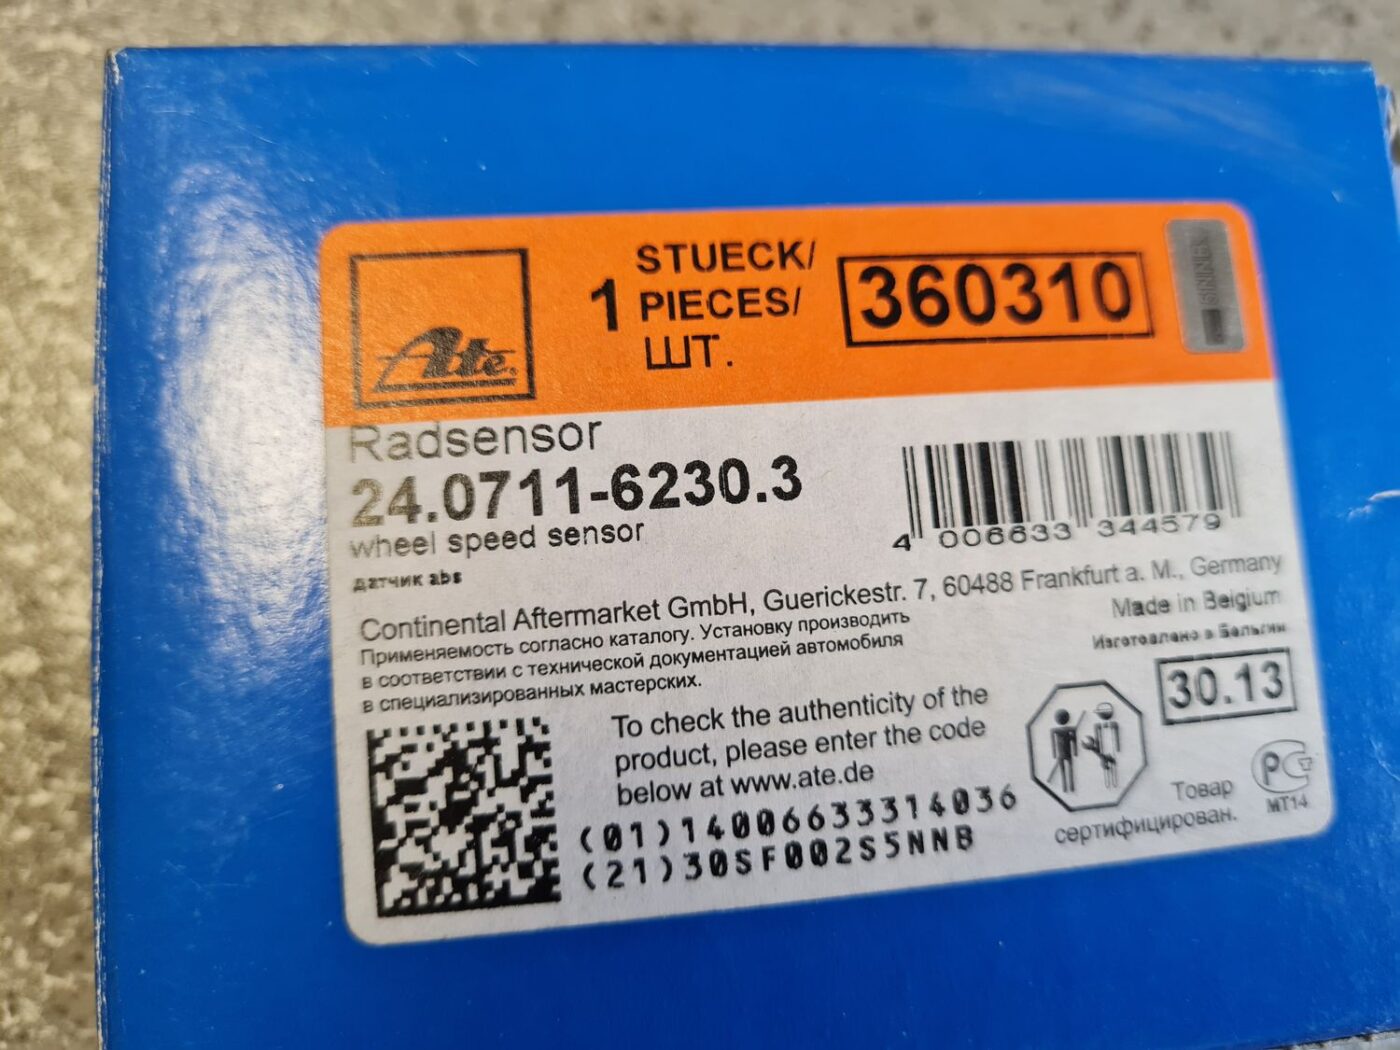 Ate
1 STUECK/
PIECES/
ШТ.
360310
Radsensor
24.0711-6230.3
wheel speed sensor
датчик abs
4 006633 344579
Continental Aftermarket GmbH, Guerickestr. 7, 60488 Frankfurt a. M., Germany
Made in Belgium
Изготовлено в Бельгии
Применяемость согласно каталогу. Установку производить
в соответствии с технической документацией автомобиля
в специализированных мастерских.
30.13
To check the authenticity of the
product, please enter the code
below at www.ate.de
(01)14006633314036
(21)30SF002S5NNB
Товар
сертифицирован.
РСТ
МТ14